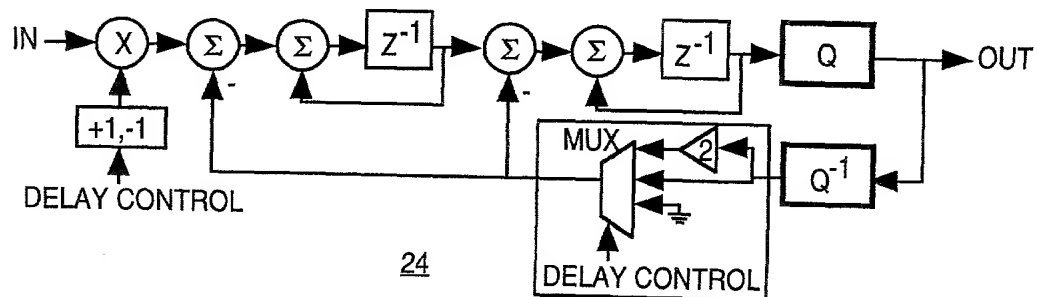 IN X Σ Σ Z⁻¹ Σ Σ Z⁻¹ Q OUT
- -
+1,-1 MUX 2 Q⁻¹
DELAY CONTROL
24 DELAY CONTROL